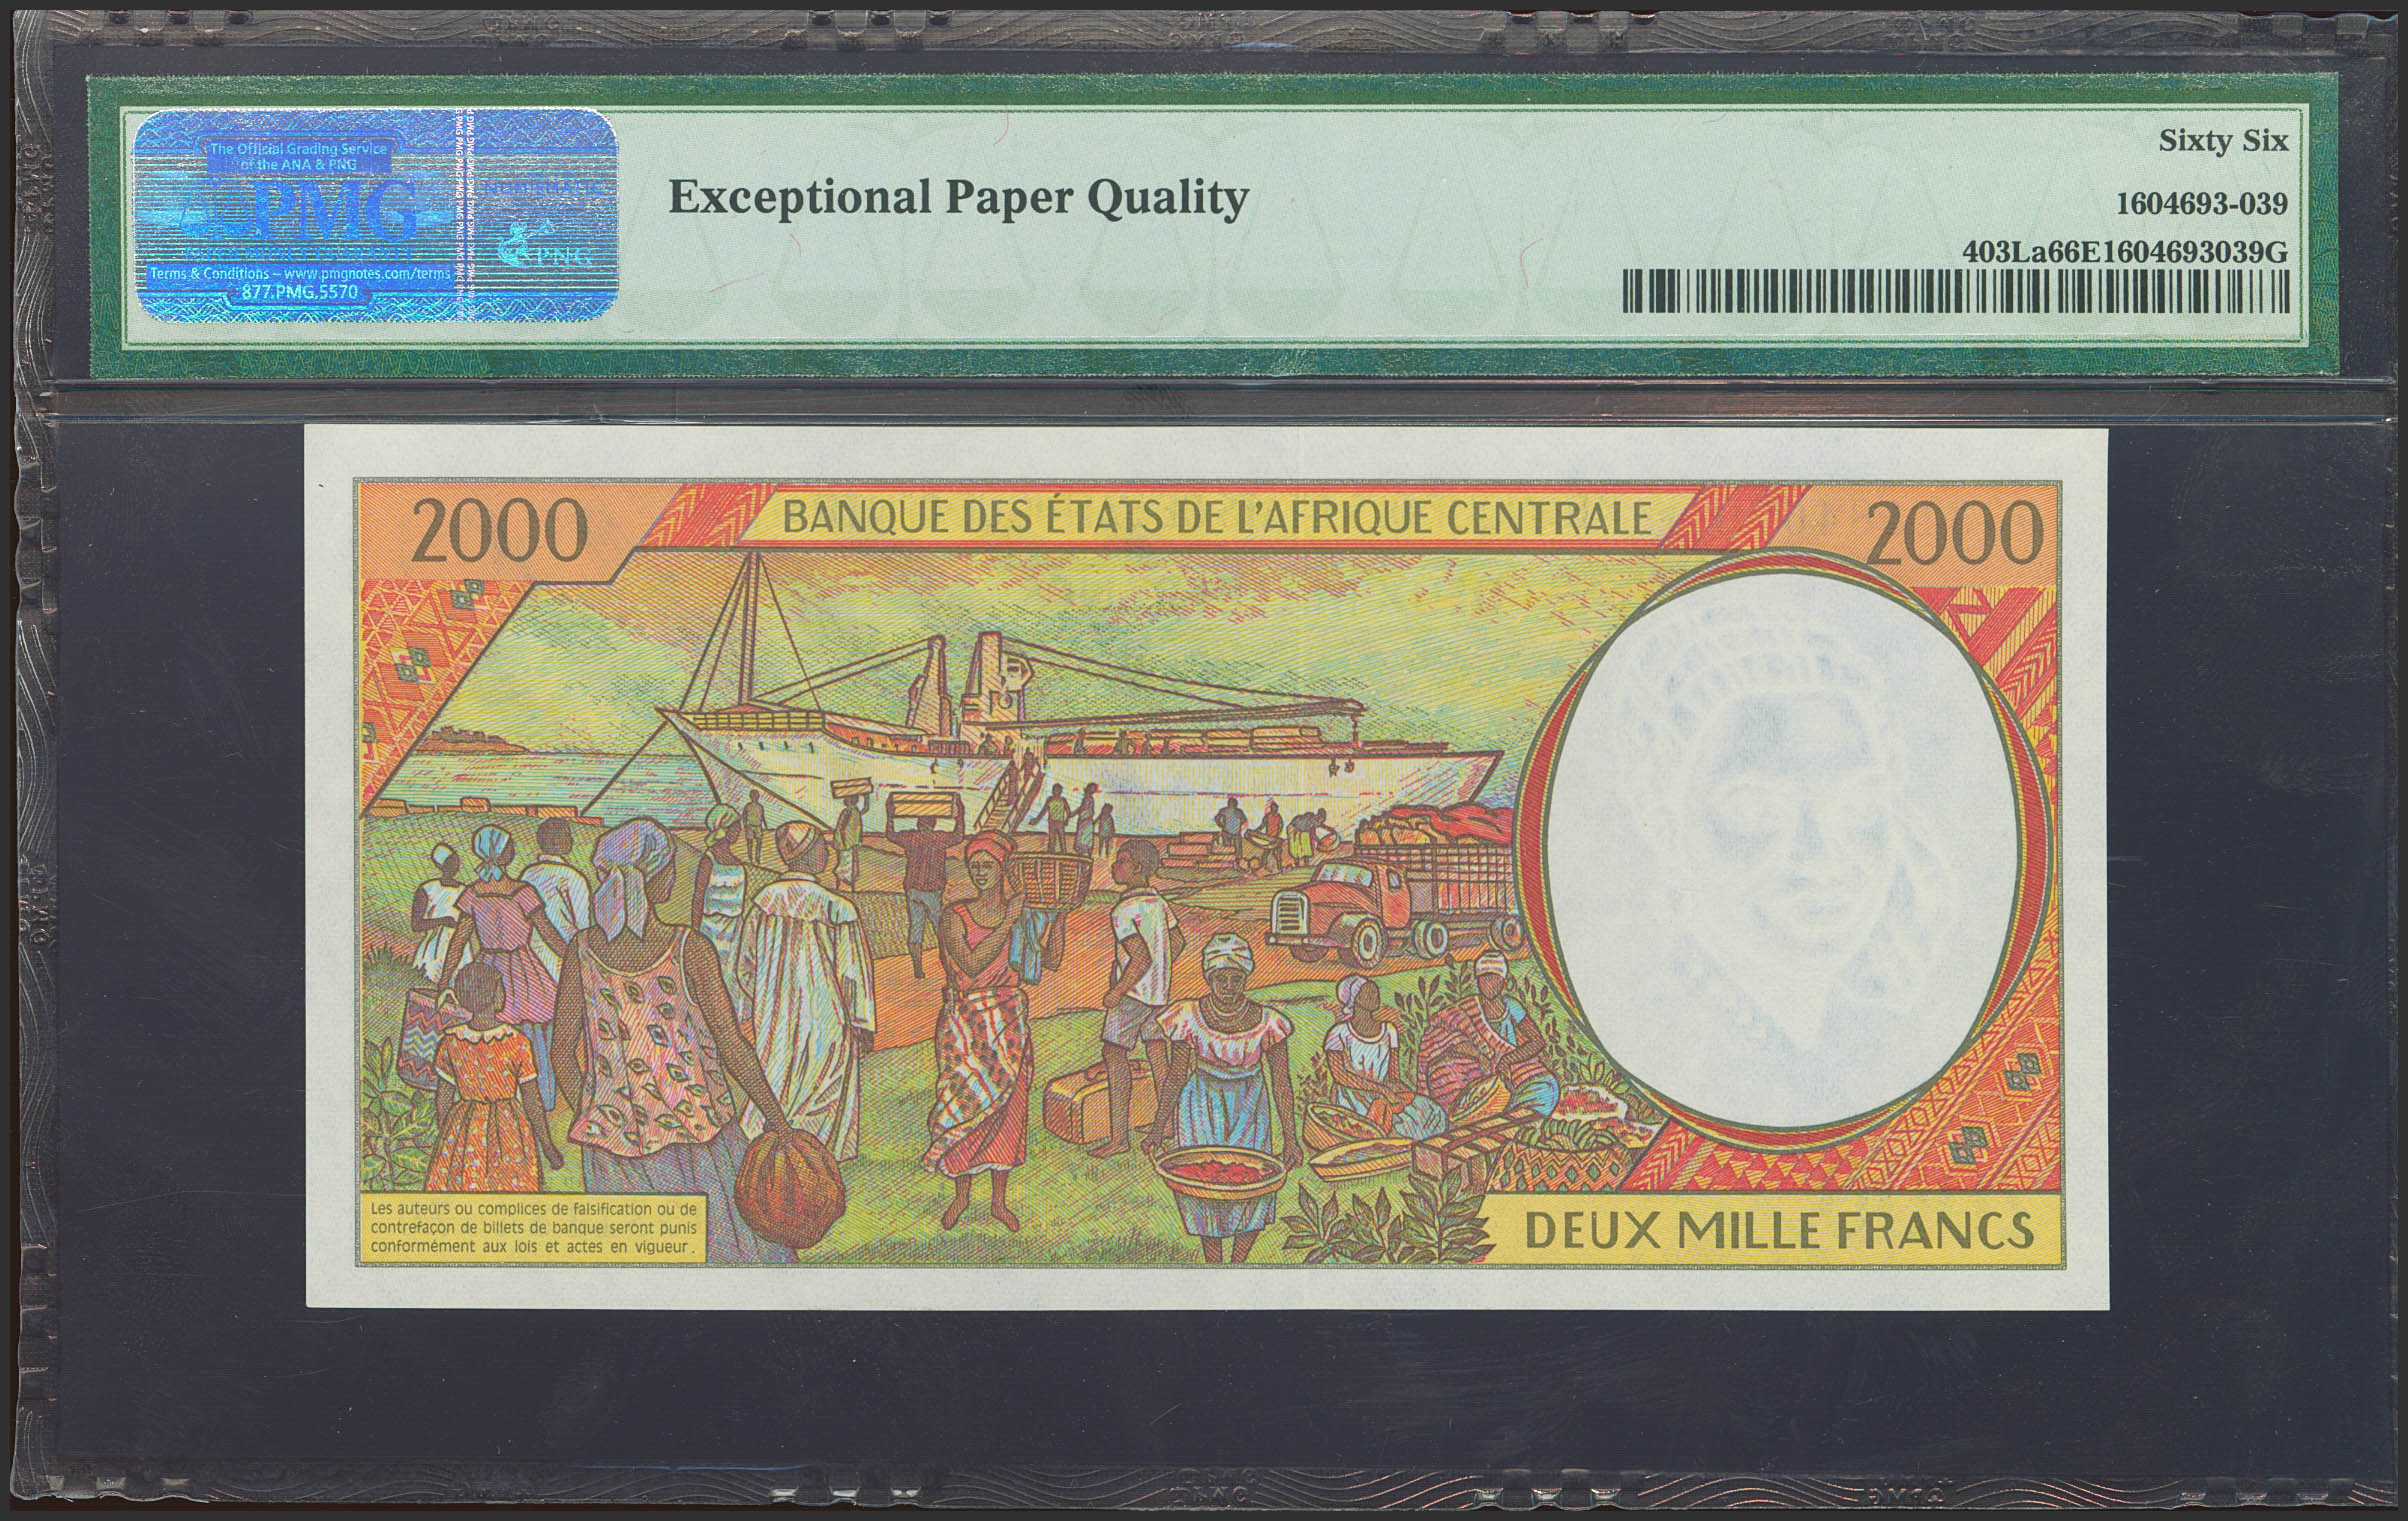 The Official Grading Service
of the ANA & PNG
PMG
NUMISMATIC
PNG
Terms & Conditions – www.pmgnotes.com/terms
877.PMG.5570
Exceptional Paper Quality
Sixty Six
1604693-039
403La66E1604693039G
2000
BANQUE DES ÉTATS DE L'AFRIQUE CENTRALE
2000
Les auteurs ou complices de falsification ou de
contrefaçon de billets de banque seront punis
conformément aux lois et actes en vigueur.
DEUX MILLE FRANCS